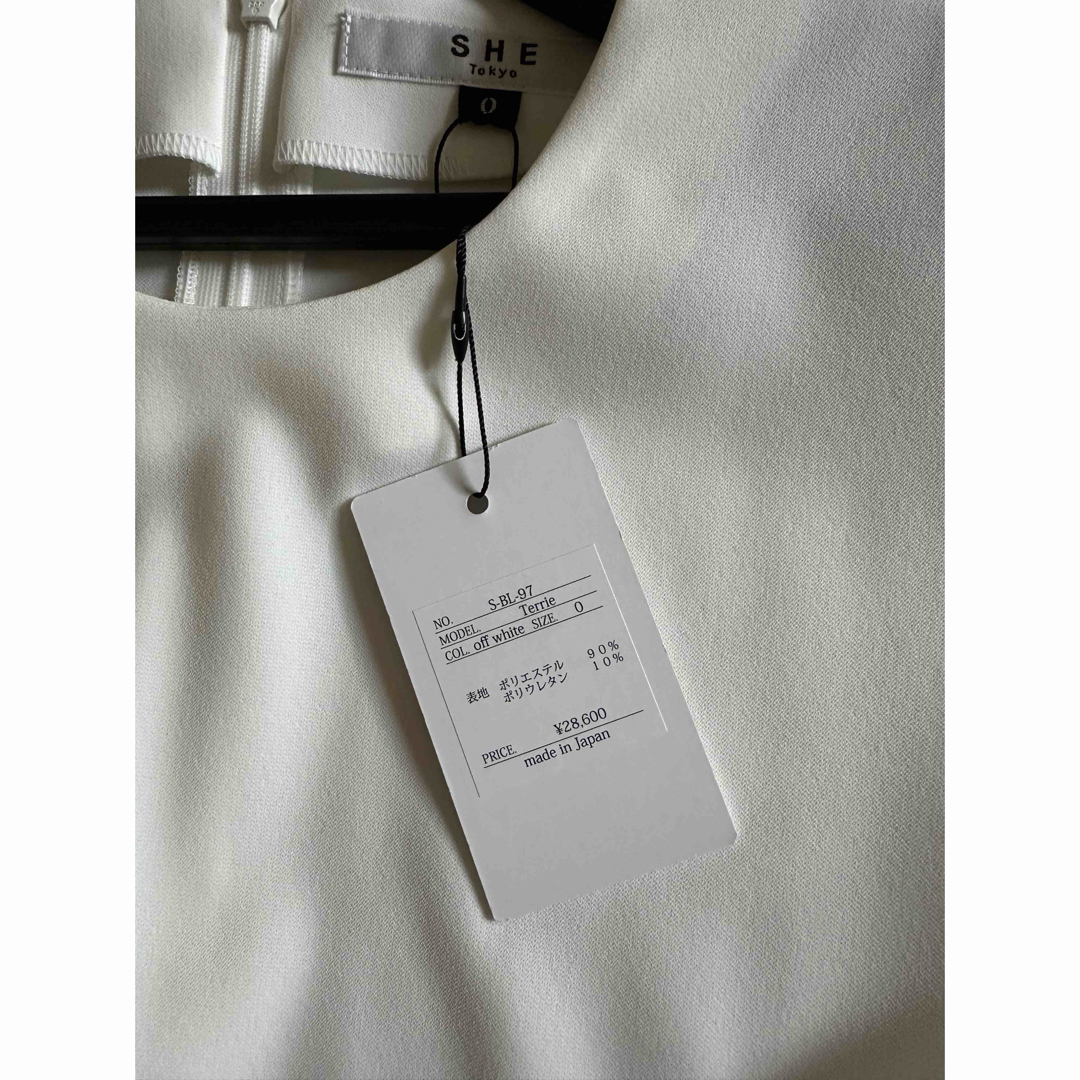 SHE
Tokyo
0
NO. S-BL-97
MODEL. Terrie
COL. off white SIZE. 0
表地 ポリエステル 90%
ポリウレタン 10%
PRICE. ¥28,600
made in Japan